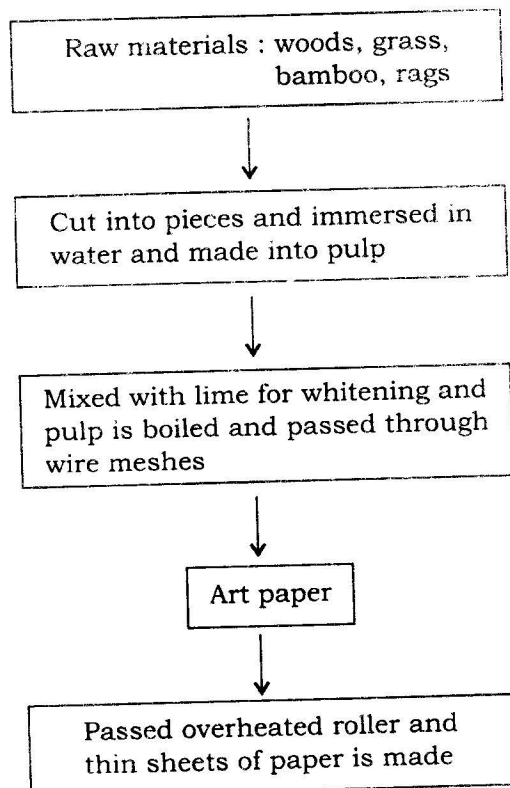 Raw materials : woods, grass,
bamboo, rags
Cut into pieces and immersed in
water and made into pulp
Mixed with lime for whitening and
pulp is boiled and passed through
wire meshes
Art paper
Passed overheated roller and
thin sheets of paper is made